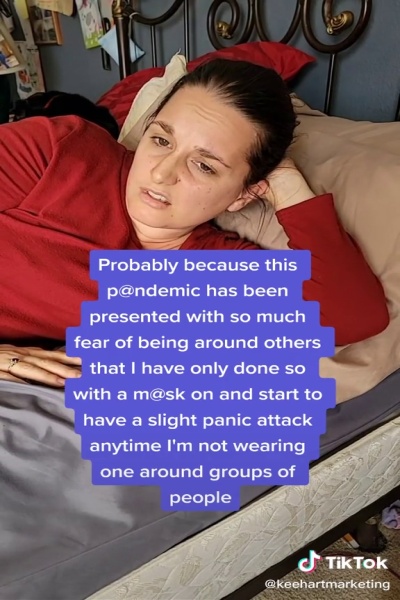 Probably because this
p@ndemic has been
presented with so much
fear of being around others
that I have only done so
with a m@sk on and start to
have a slight panic attack
anytime I'm not wearing
one around groups of
people
TikTok
@keehartmarketing